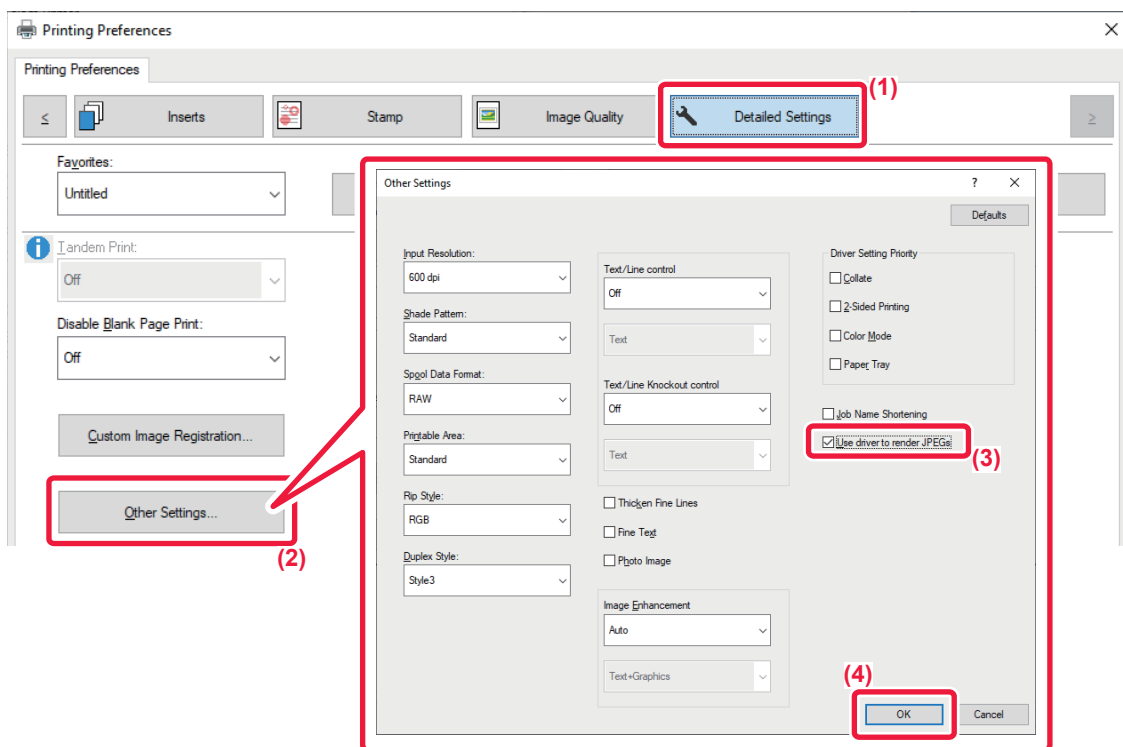 Printing Preferences
Printing Preferences
(1)
<
Inserts
Stamp
Image Quality
Detailed Settings
>
Favorites:
Untitled
Tandem Print:
Off
Disable Blank Page Print:
Off
Custom Image Registration...
Other Settings...
(2)
Other Settings
?
Defaults
Input Resolution:
600 dpi
Shade Pattern:
Standard
Spool Data Format:
RAW
Printable Area:
Standard
Rip Style:
RGB
Duplex Style:
Style3
Text/Line control
Off
Text
Text/Line Knockout control
Off
Text
Thicken Fine Lines
Fine Text
Photo Image
Image Enhancement
Auto
Text+Graphics
Driver Setting Priority
Collate
2-Sided Printing
Color Mode
Paper Tray
Job Name Shortening
Use driver to render JPEGs
(3)
(4)
OK
Cancel